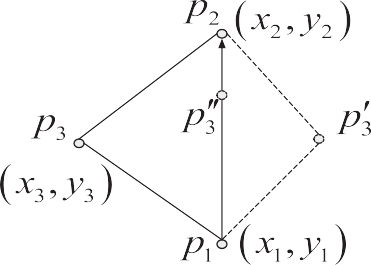 p₂ (x₂, y₂)
p₃″
p₃ p₃′
(x₃, y₃)
p₁ (x₁, y₁)